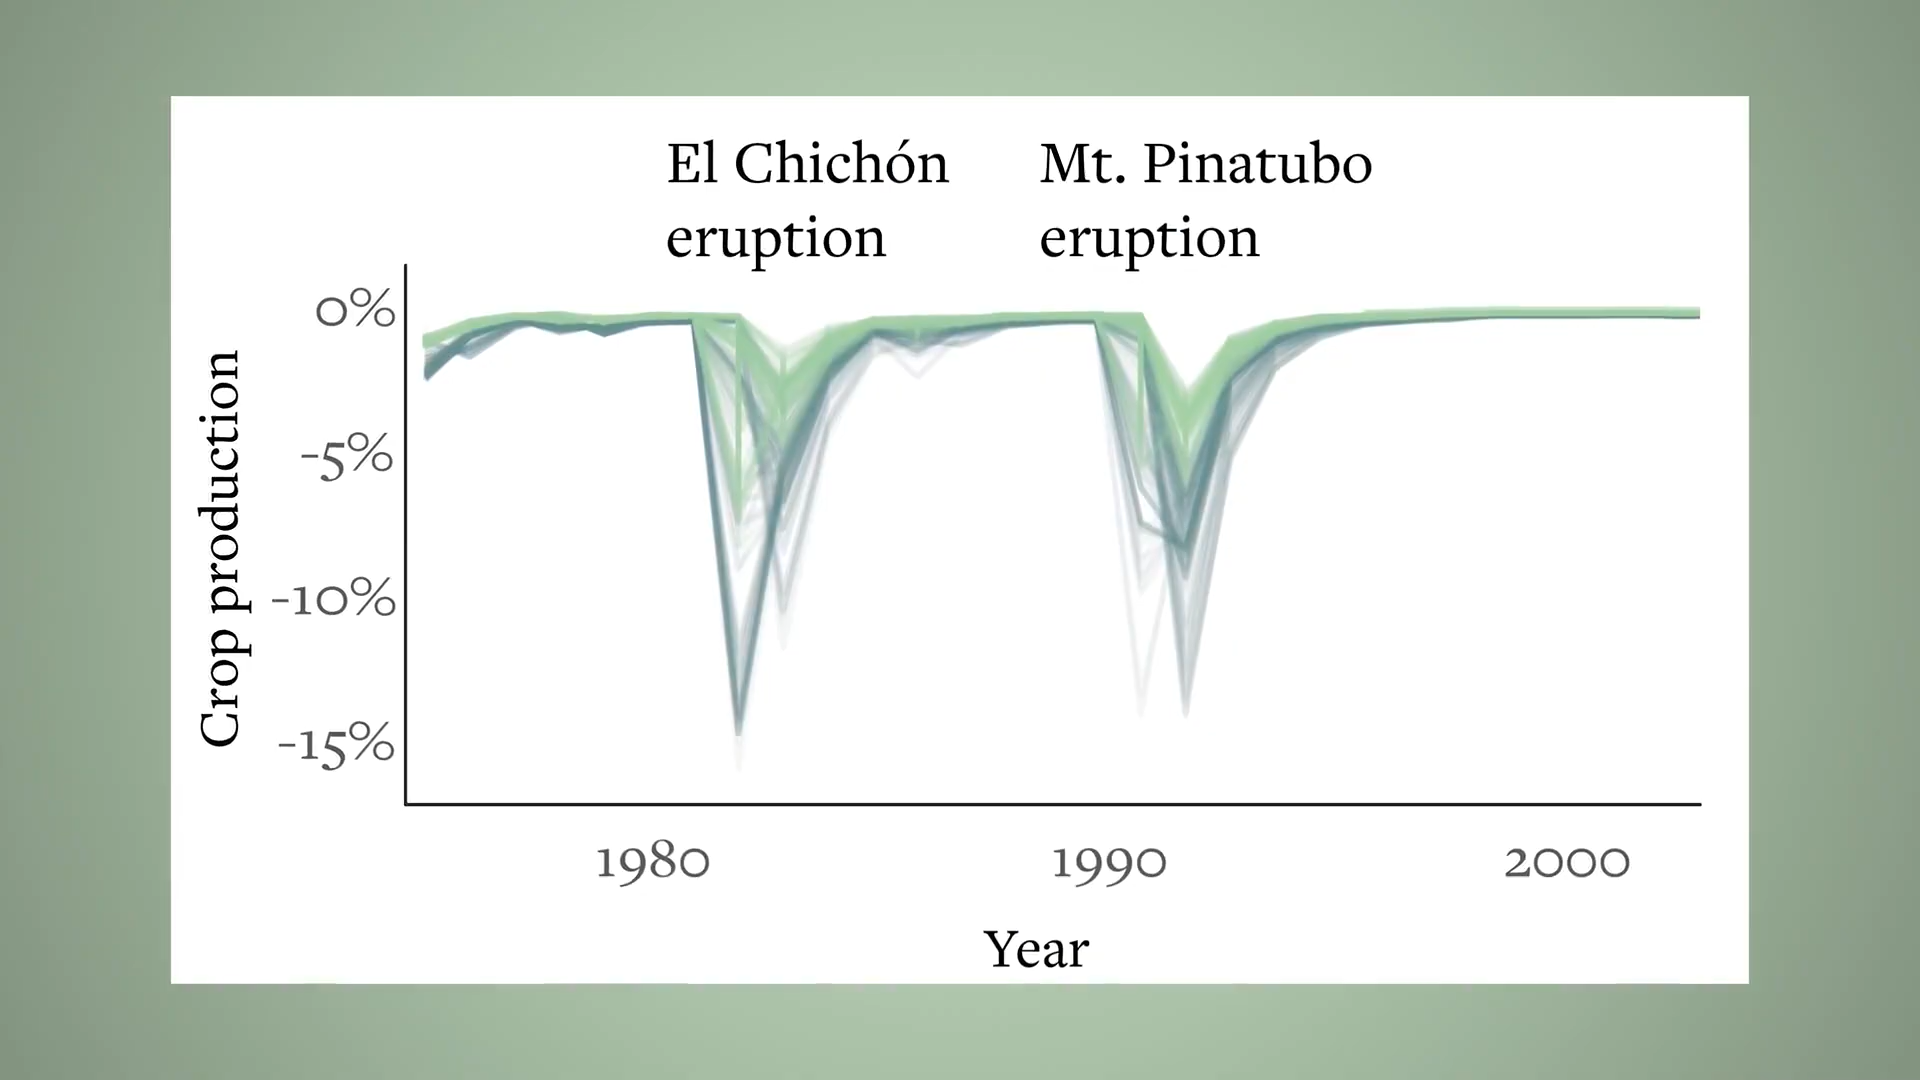 El Chichón
eruption
Mt. Pinatubo
eruption
0%
-5%
-10%
-15%
Crop production
1980
1990
2000
Year